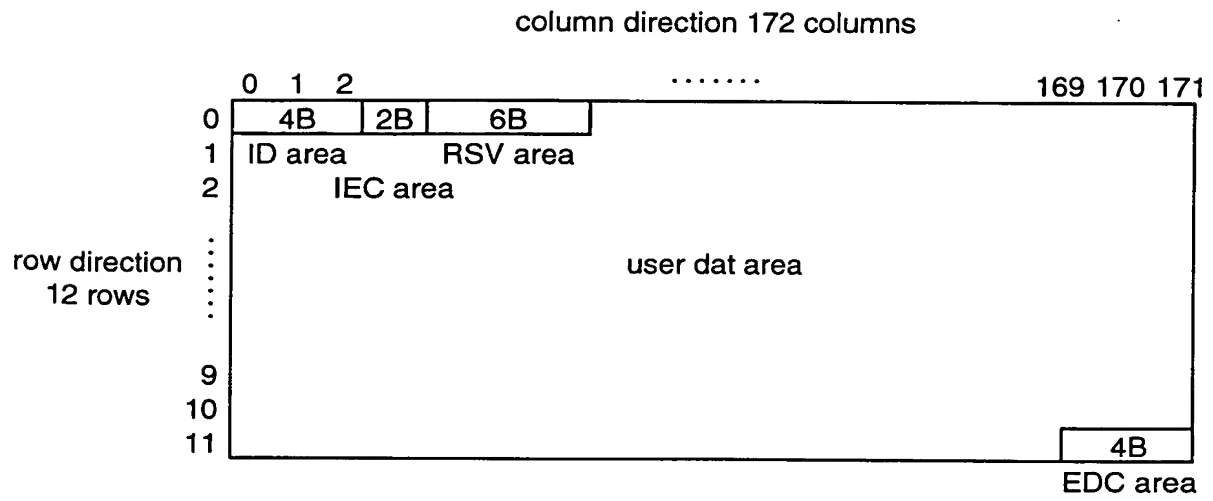 column direction 172 columns
0 1 2 ······· 169 170 171
0 4B 2B 6B
1 ID area RSV area
2 IEC area
row direction
12 rows
user dat area
9
10
11 4B
EDC area